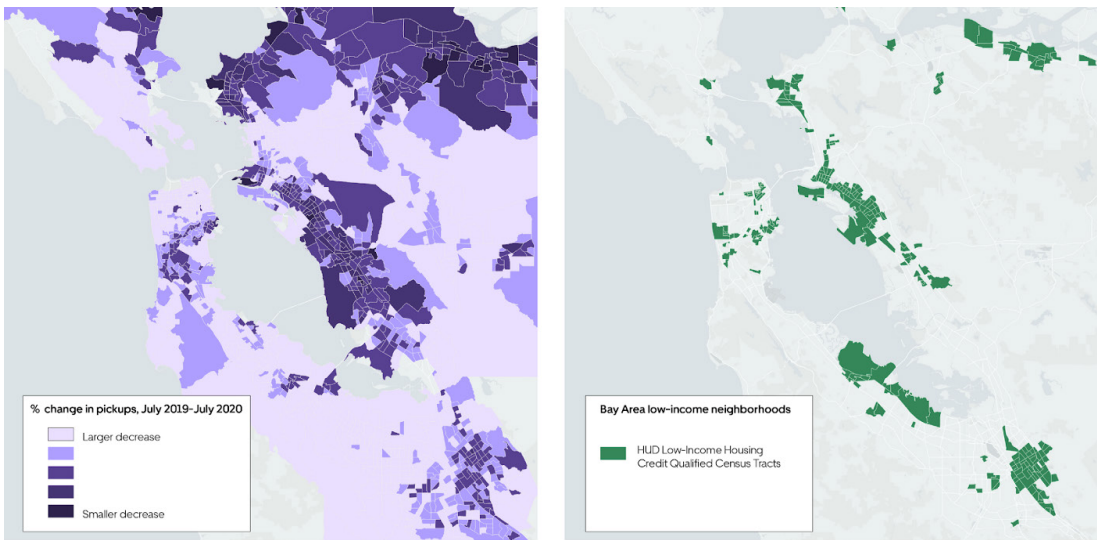 % change in pickups, July 2019-July 2020
Larger decrease
Smaller decrease
Bay Area low-income neighborhoods
HUD Low-Income Housing
Credit Qualified Census Tracts